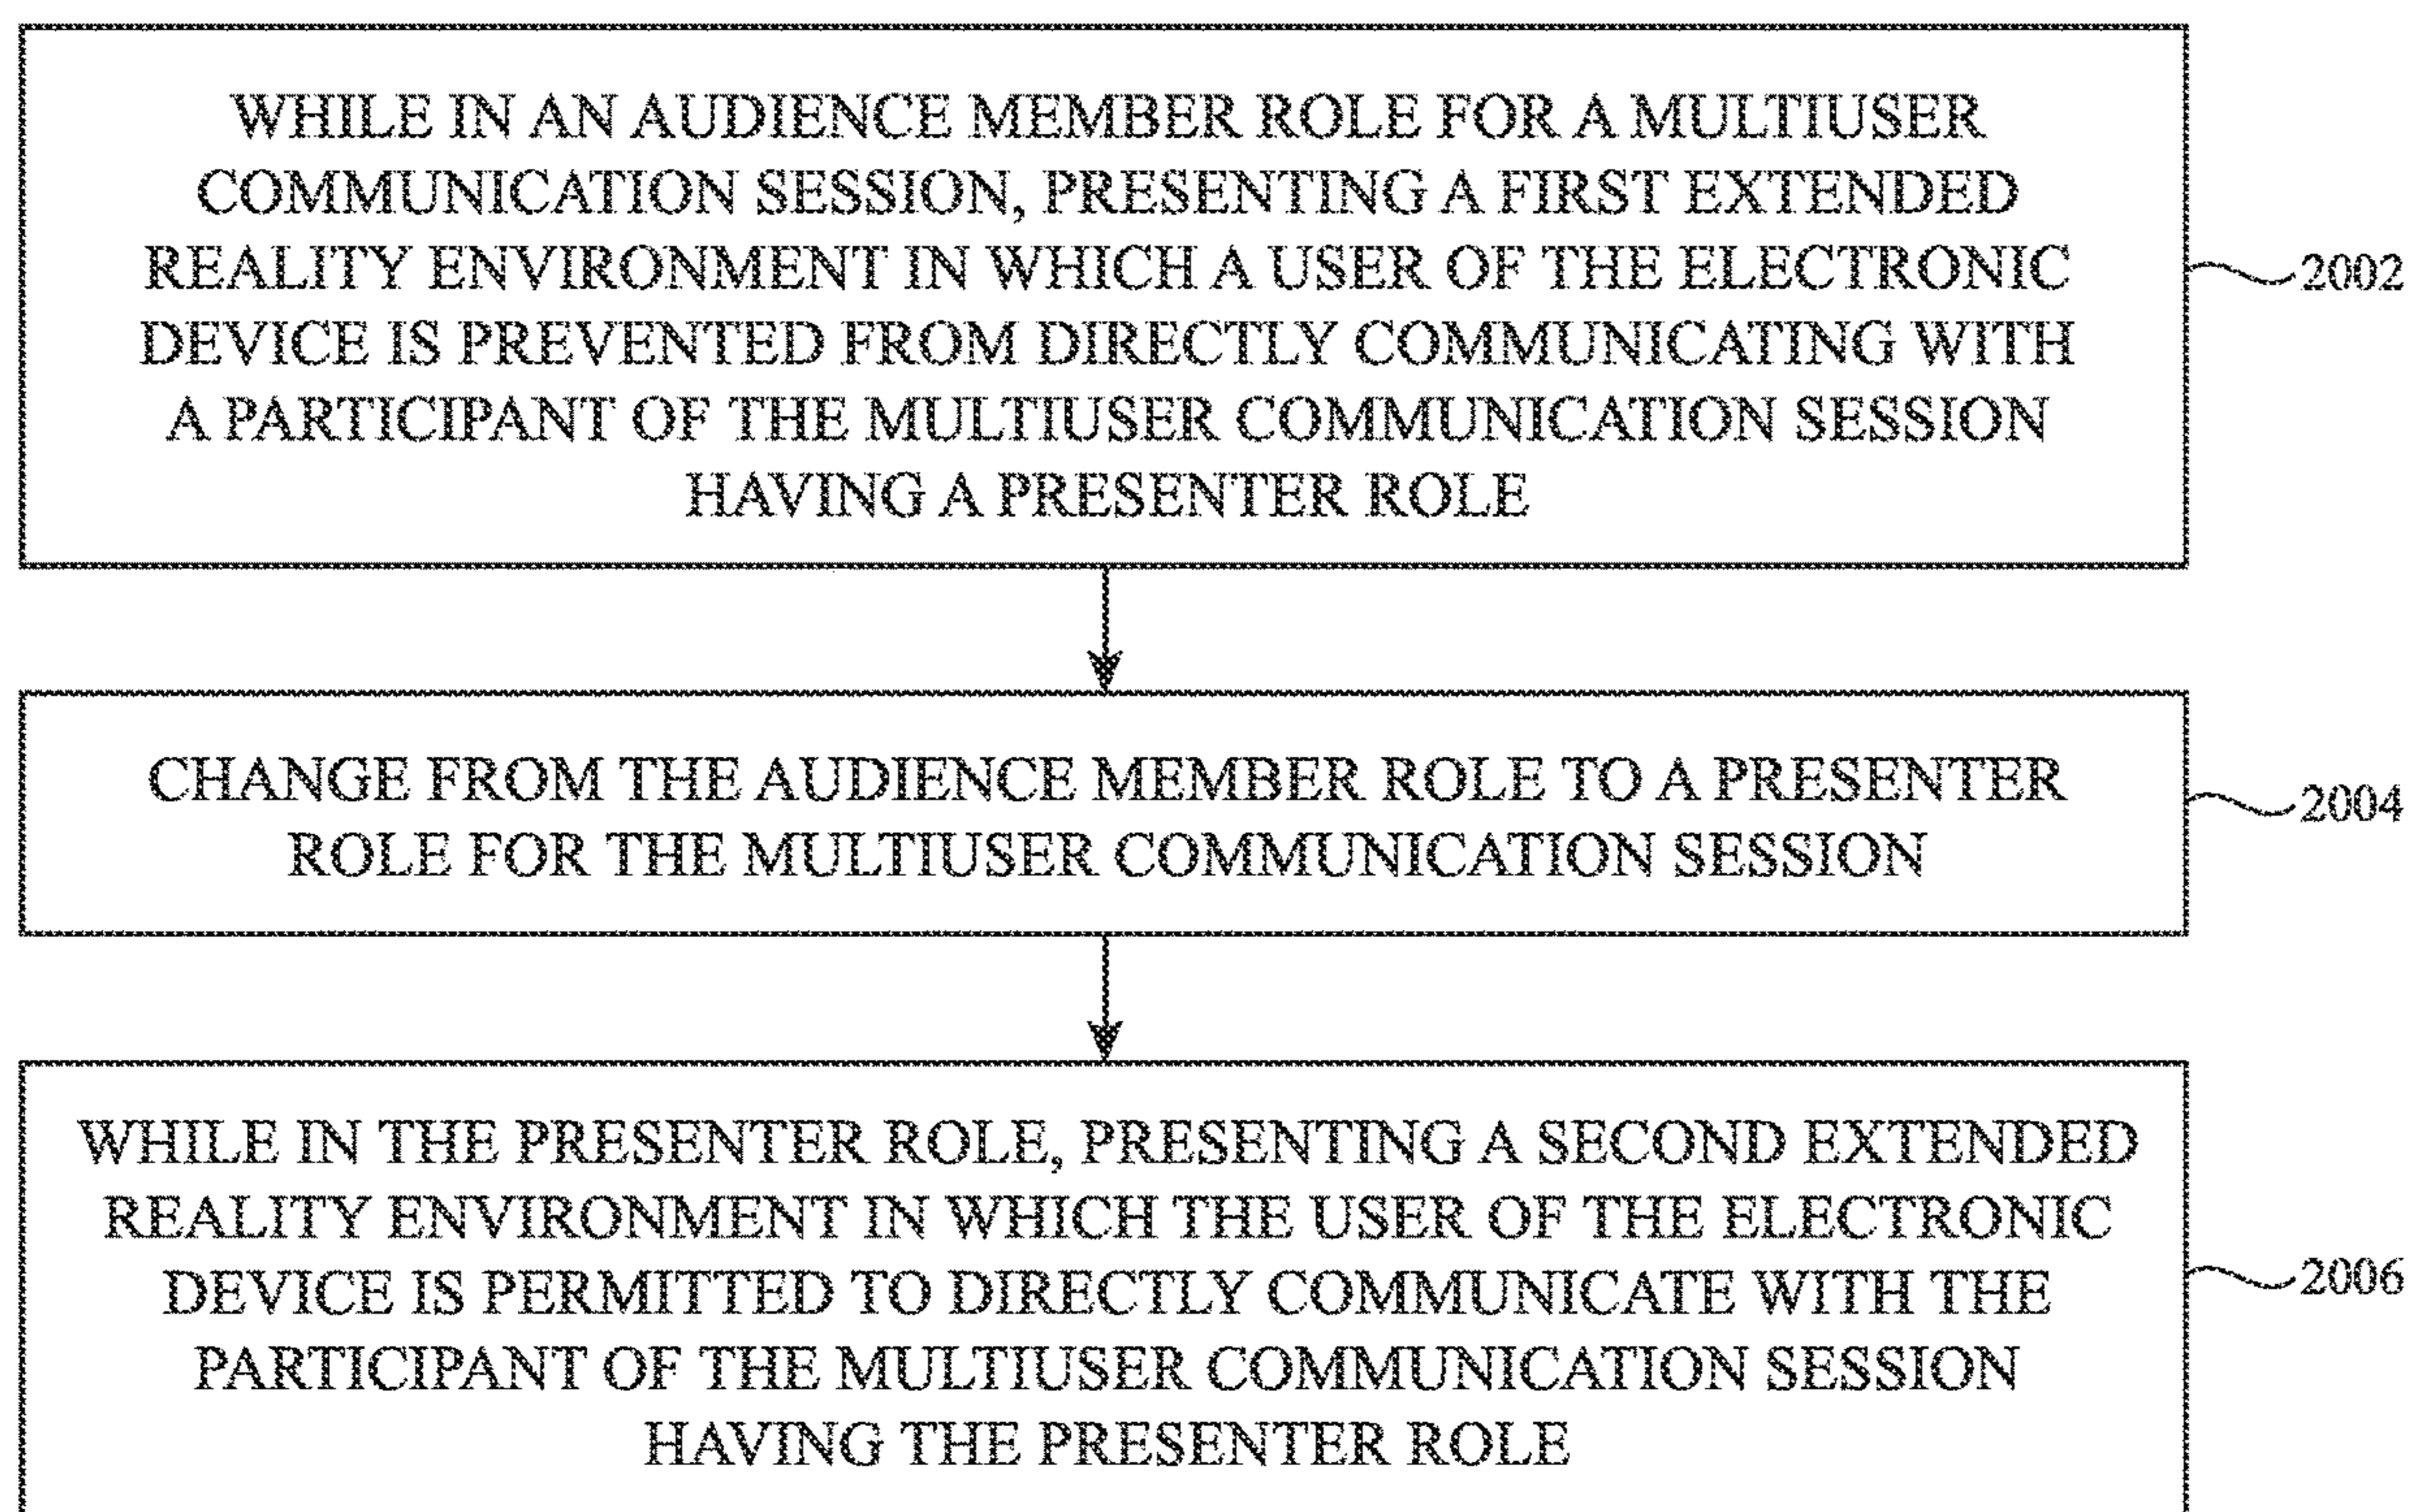 WHILE IN AN AUDIENCE MEMBER ROLE FOR A MULTIUSER
COMMUNICATION SESSION, PRESENTING A FIRST EXTENDED
REALITY ENVIRONMENT IN WHICH A USER OF THE ELECTRONIC
DEVICE IS PREVENTED FROM DIRECTLY COMMUNICATING WITH
A PARTICIPANT OF THE MULTIUSER COMMUNICATION SESSION
HAVING A PRESENTER ROLE
2002
CHANGE FROM THE AUDIENCE MEMBER ROLE TO A PRESENTER
ROLE FOR THE MULTIUSER COMMUNICATION SESSION
2004
WHILE IN THE PRESENTER ROLE, PRESENTING A SECOND EXTENDED
REALITY ENVIRONMENT IN WHICH THE USER OF THE ELECTRONIC
DEVICE IS PERMITTED TO DIRECTLY COMMUNICATE WITH THE
PARTICIPANT OF THE MULTIUSER COMMUNICATION SESSION
HAVING THE PRESENTER ROLE
2006